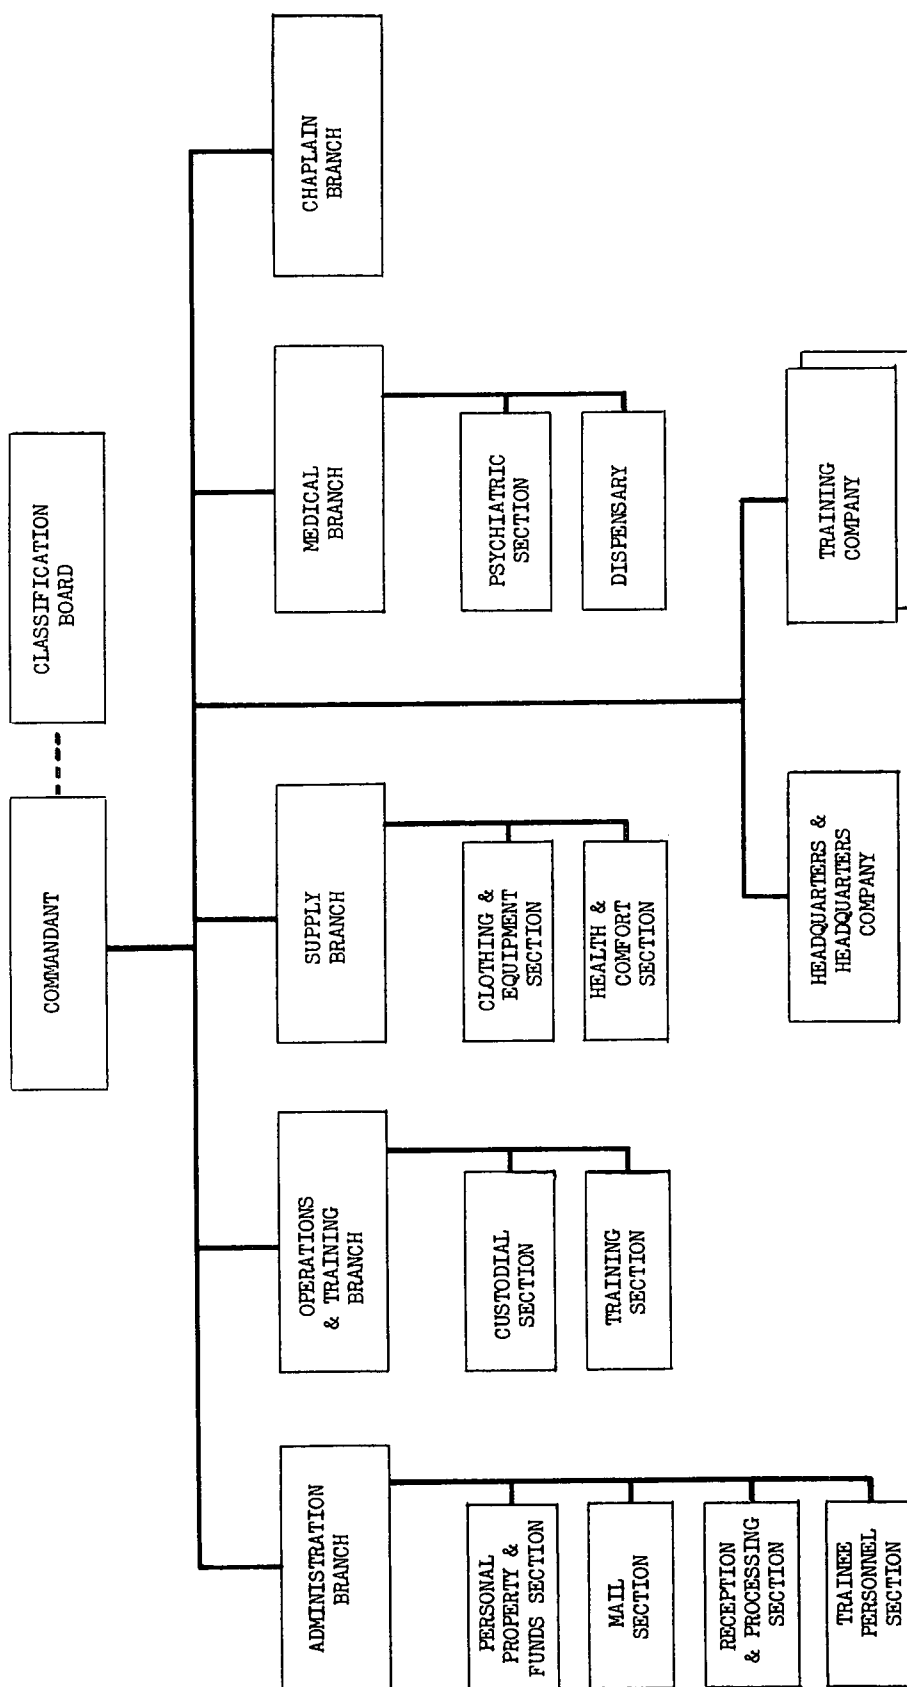 COMMANDANT
CLASSIFICATION
BOARD
ADMINISTRATION
BRANCH
OPERATIONS
& TRAINING
BRANCH
SUPPLY
BRANCH
MEDICAL
BRANCH
CHAPLAIN
BRANCH
PERSONAL
PROPERTY &
FUNDS SECTION
MAIL
SECTION
RECEPTION
& PROCESSING
SECTION
TRAINEE
PERSONNEL
SECTION
CUSTODIAL
SECTION
TRAINING
SECTION
CLOTHING &
EQUIPMENT
SECTION
HEALTH &
COMFORT
SECTION
PSYCHIATRIC
SECTION
DISPENSARY
HEADQUARTERS &
HEADQUARTERS
COMPANY
TRAINING
COMPANY